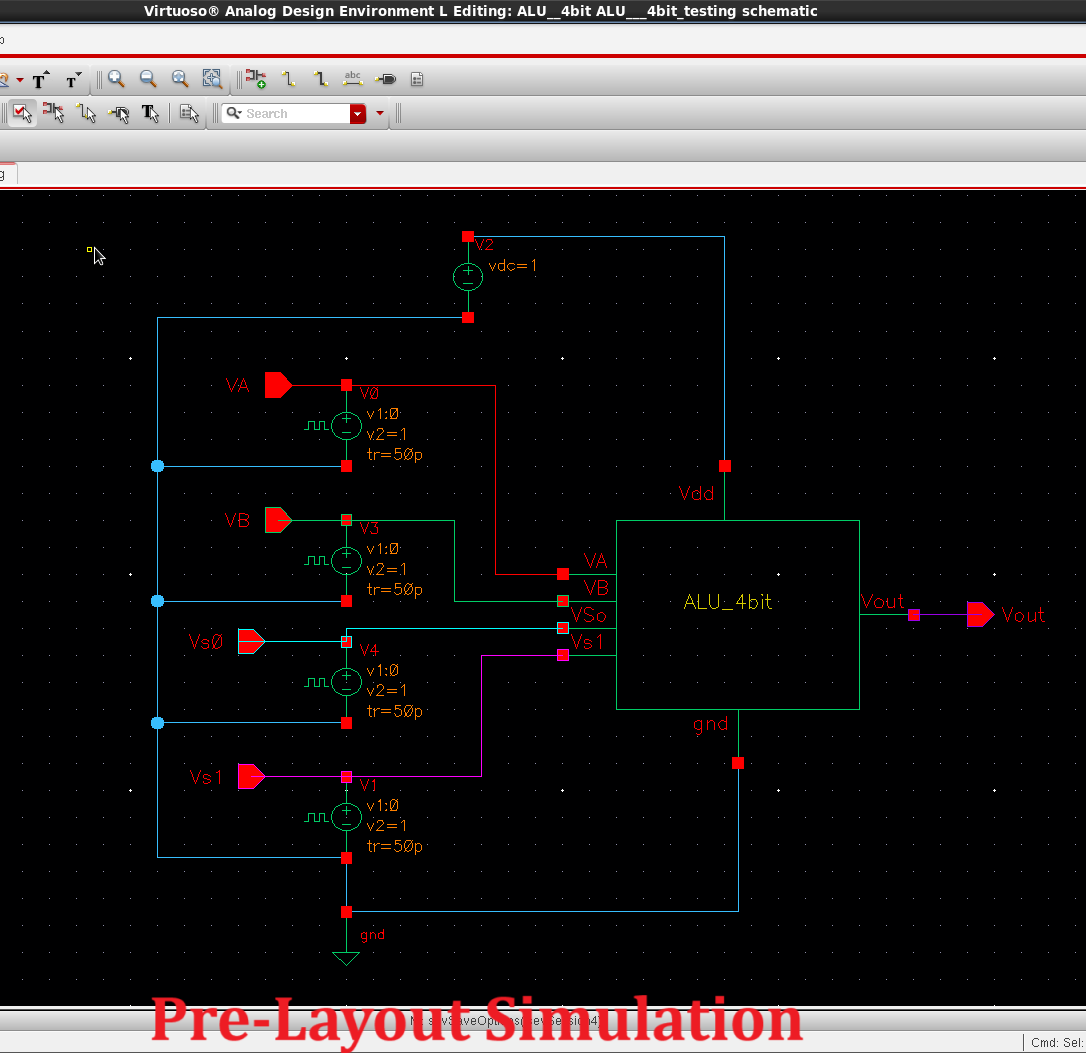 Virtuoso® Analog Design Environment L Editing: ALU__4bit ALU___4bit_testing schematic
abc
Search
V2
vdc=1
VA
V0
v1:0
v2=1
tr=50p
Vdd
VB
V3
v1:0
v2=1
tr=50p
VA
VB
VSo
Vs1
ALU_4bit
Vout
Vout
Vs0
V4
v1:0
v2=1
tr=50p
gnd
Vs1
V1
v1:0
v2=1
tr=50p
gnd
Pre-Layout Simulation
Cmd: Sel: